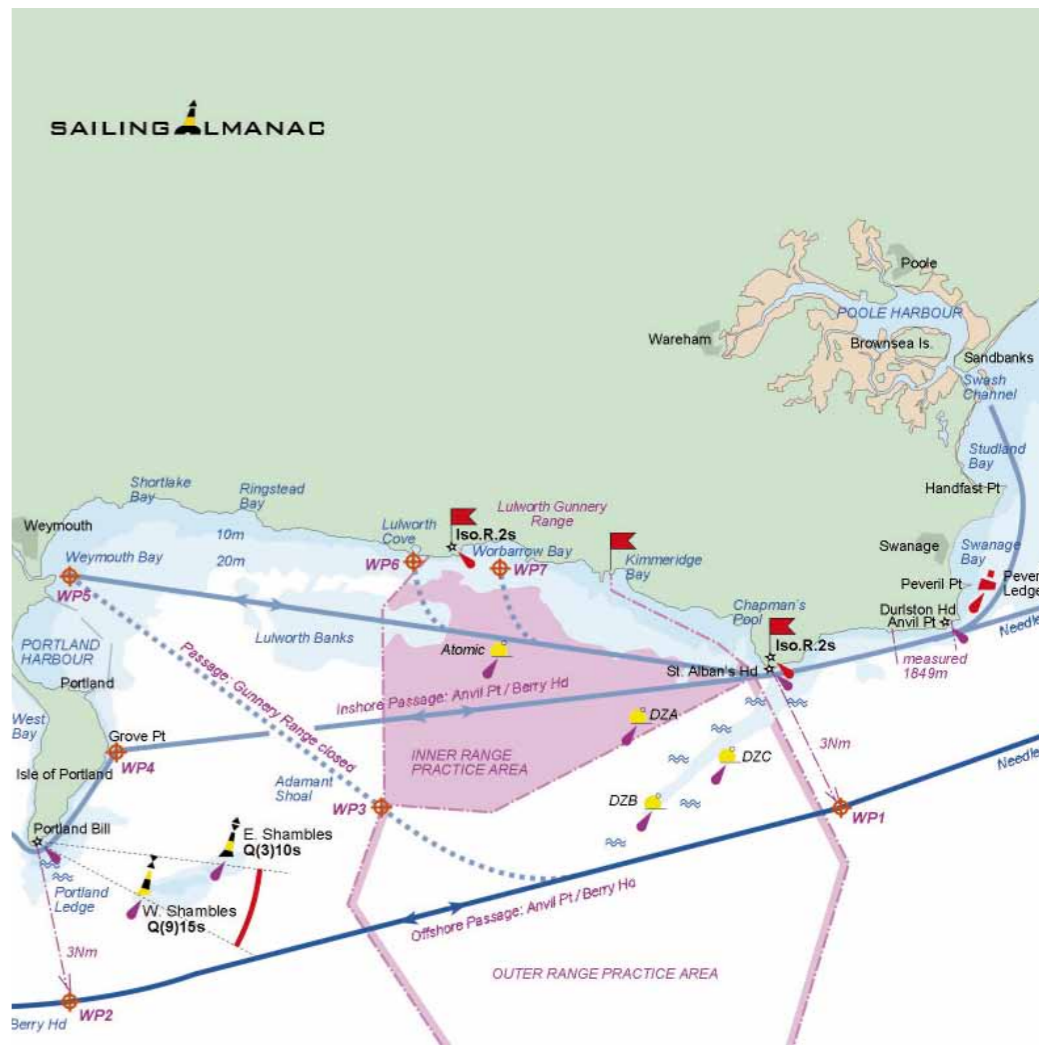 SAILING ALMANAC
Poole
POOLE HARBOUR
Wareham
Brownsea Is.
Sandbanks
Swash
Channel
Studland
Bay
Handfast Pt
Shortlake
Bay
Ringstead
Bay
Lulworth Gunnery
Range
Weymouth
10m
Lulworth
Cove
Iso.R.2s
Swanage
Swanage
Bay
Weymouth Bay
20m
WP6
Worbarrow Bay
WP7
Kimmeridge
Bay
Peveril Pt
Pever
Ledge
WP5
Chapman's
Pool
Durlston Hd
Anvil Pt
Needle
PORTLAND
HARBOUR
Lulworth Banks
Atomic
Iso.R.2s
St. Alban's Hd
measured
1849m
Portland
Passage: Gunnery Range closed
Inshore Passage: Anvil Pt / Berry Hd
West
Bay
Grove Pt
DZA
3Nm
WP4
INNER RANGE
PRACTICE AREA
DZC
Needle
Isle of Portland
Adamant
Shoal
WP3
DZB
WP1
Portland Bill
E. Shambles
Q(3)10s
Portland
Ledge
W. Shambles
Q(9)15s
Offshore Passage: Anvil Pt / Berry Hd
3Nm
OUTER RANGE PRACTICE AREA
WP2
Berry Hd